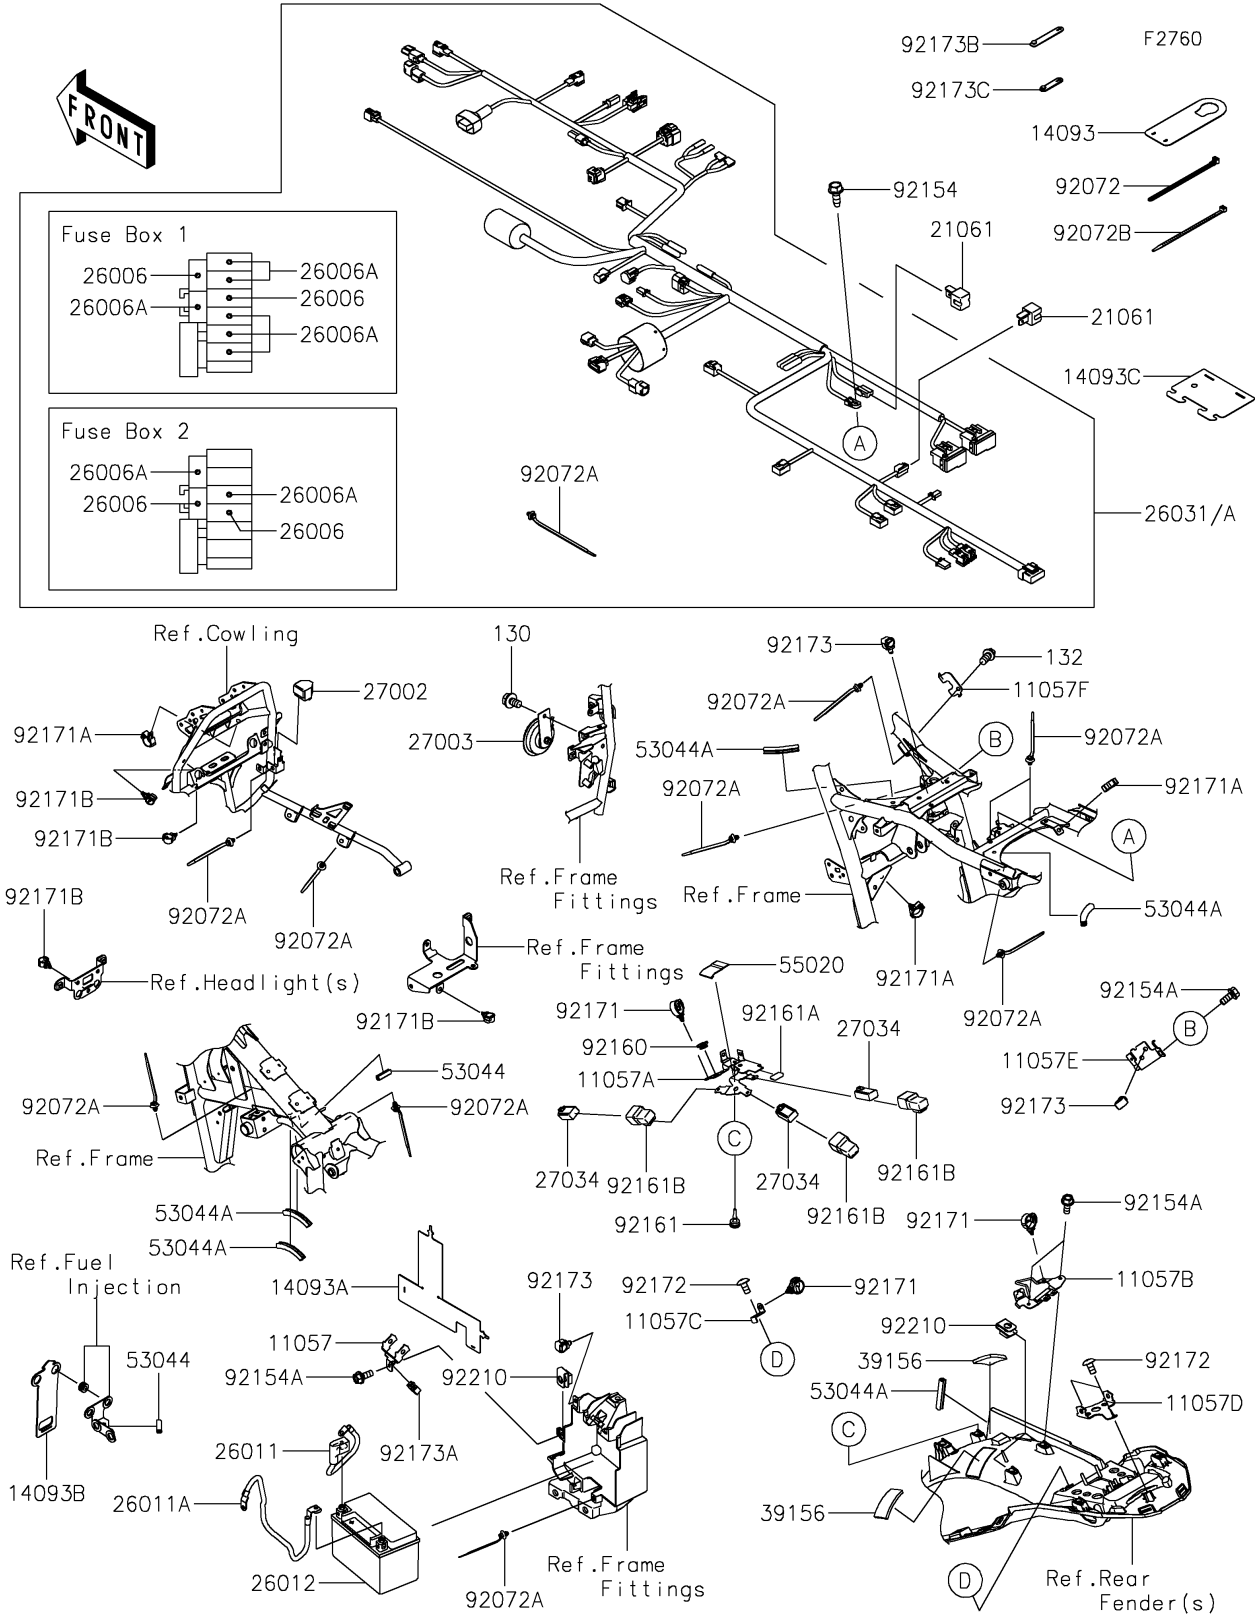 F2760
92173B
92173C
14093
92072
92072B
FRONT
92154
21061
21061
14093C
Fuse Box 1
26006
26006A
26006A
26006
26006A
Fuse Box 2
26006A
26006
26006A
26006
A
92072A
26031/A
Ref.Cowling
27002
92171A
92171B
92171B
92072A
92072A
130
27003
Ref.Frame
Fittings
92173
132
11057F
92072A
B
92072A
53044A
92072A
92171A
A
Ref.Frame
53044A
92171A
92072A
92171B
Ref.Headlight(s)
Ref.Frame
Fittings
92171B
55020
92171
92161A
92160
27034
11057A
C
27034
92161B
27034
92161B
92161B
92161
92154A
B
11057E
92173
92072A
53044
92072A
Ref.Frame
53044A
53044A
Ref.Fuel
Injection
14093A
53044
14093B
92173
11057
92154A
92210
92173A
26011
26011A
26012
92072A
Ref.Frame
Fittings
92172
92171
11057C
D
92171
92154A
11057B
92210
39156
92172
53044A
11057D
C
39156
D
Ref.Rear
Fender(s)